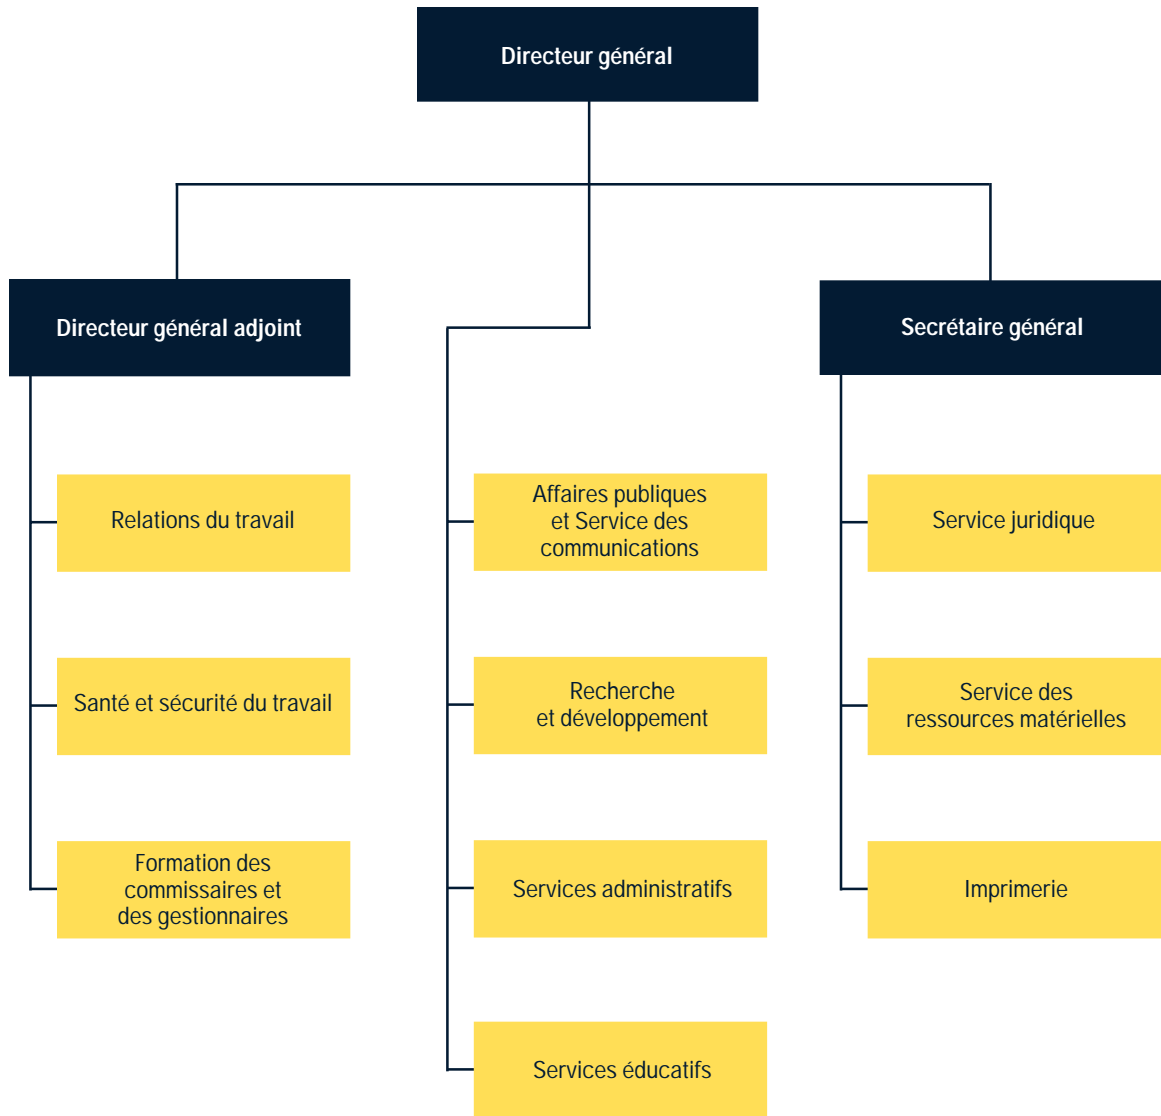 Directeur général
Directeur général adjoint
Secrétaire général
Relations du travail
Affaires publiques
et Service des
communications
Service juridique
Santé et sécurité du travail
Recherche
et développement
Service des
ressources matérielles
Formation des
commissaires et
des gestionnaires
Services administratifs
Imprimerie
Services éducatifs